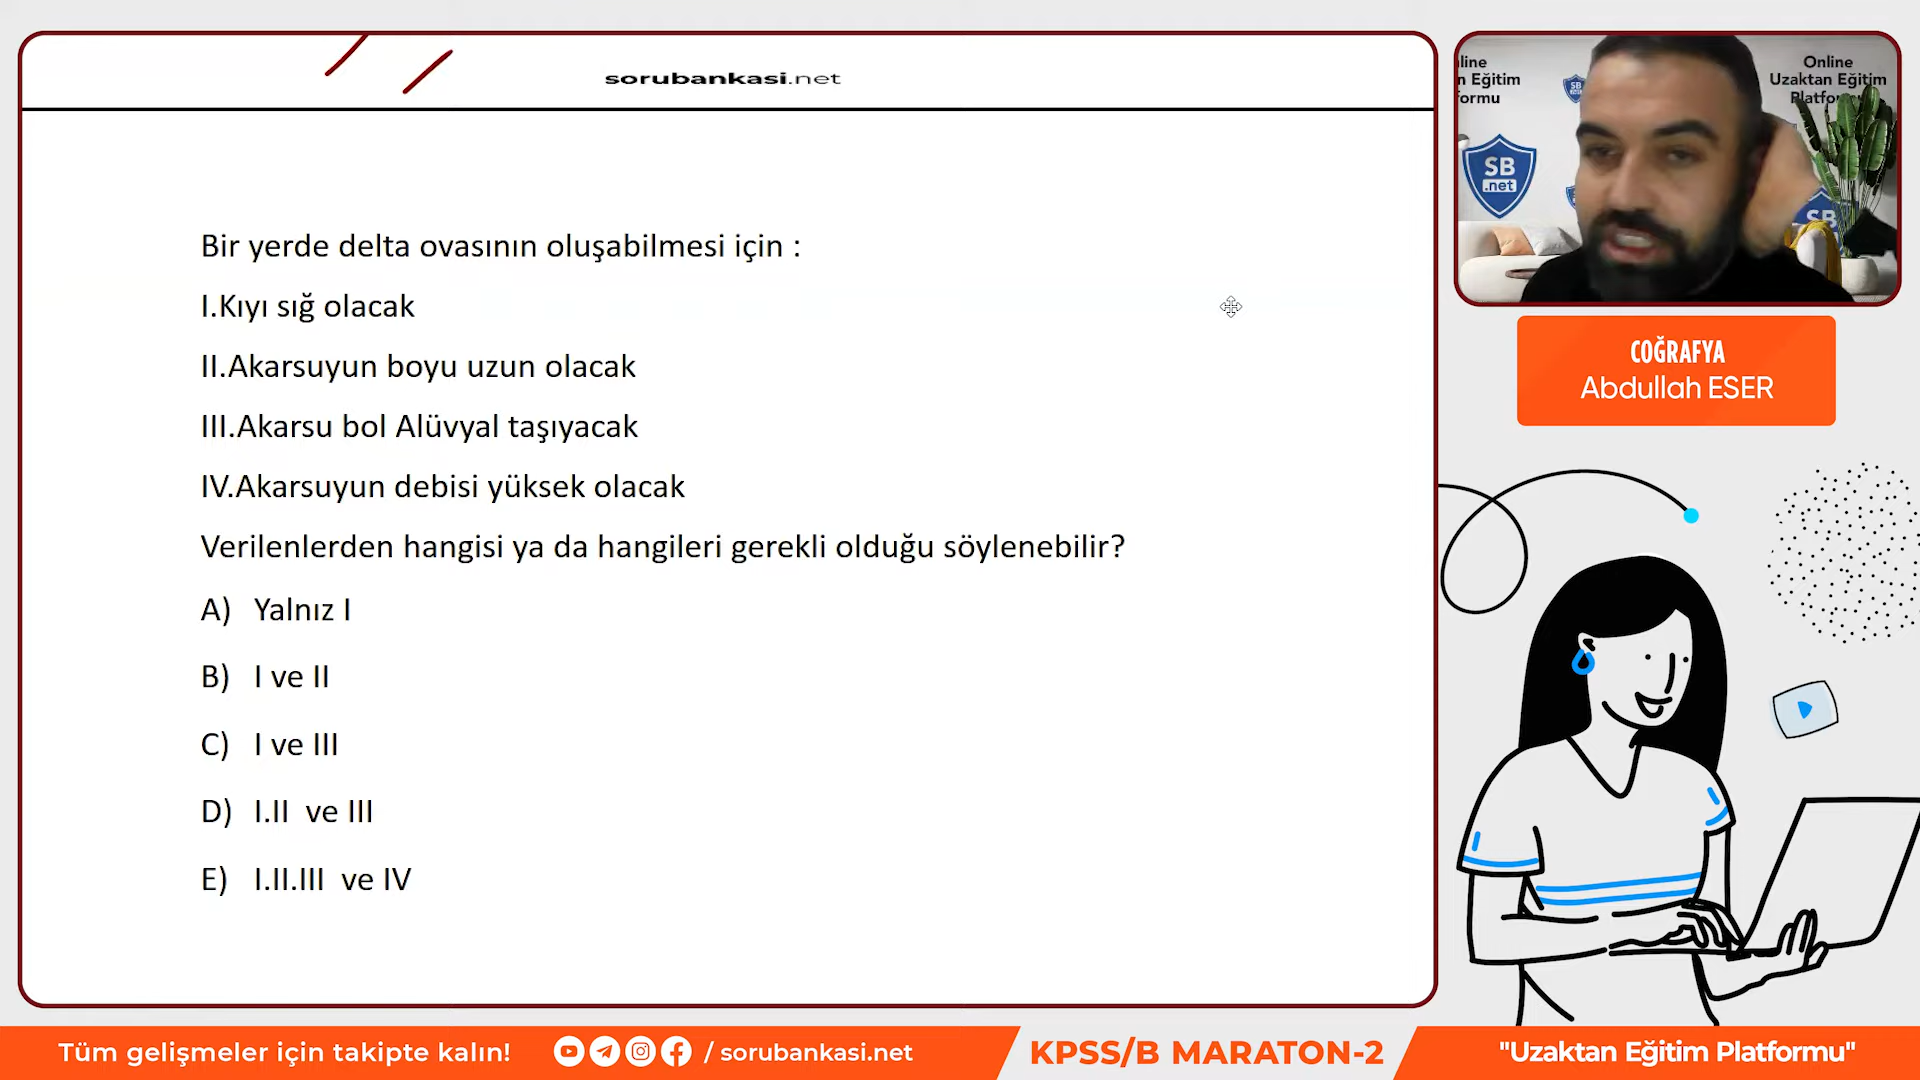 sorubankasi.net
Bir yerde delta ovasının oluşabilmesi için :
I.Kıyı sığ olacak
II.Akarsuyun boyu uzun olacak
III.Akarsu bol Alüvyal taşıyacak
IV.Akarsuyun debisi yüksek olacak
Verilenlerden hangisi ya da hangileri gerekli olduğu söylenebilir?
A) Yalnız I
B) I ve II
C) I ve III
D) I.II ve III
E) I.II.III ve IV
Online
Uzaktan Eğitim
SB
.net
COĞRAFYA
Abdullah ESER
Tüm gelişmeler için takipte kalın!
/ sorubankasi.net
KPSS/B MARATON-2
"Uzaktan Eğitim Platformu"